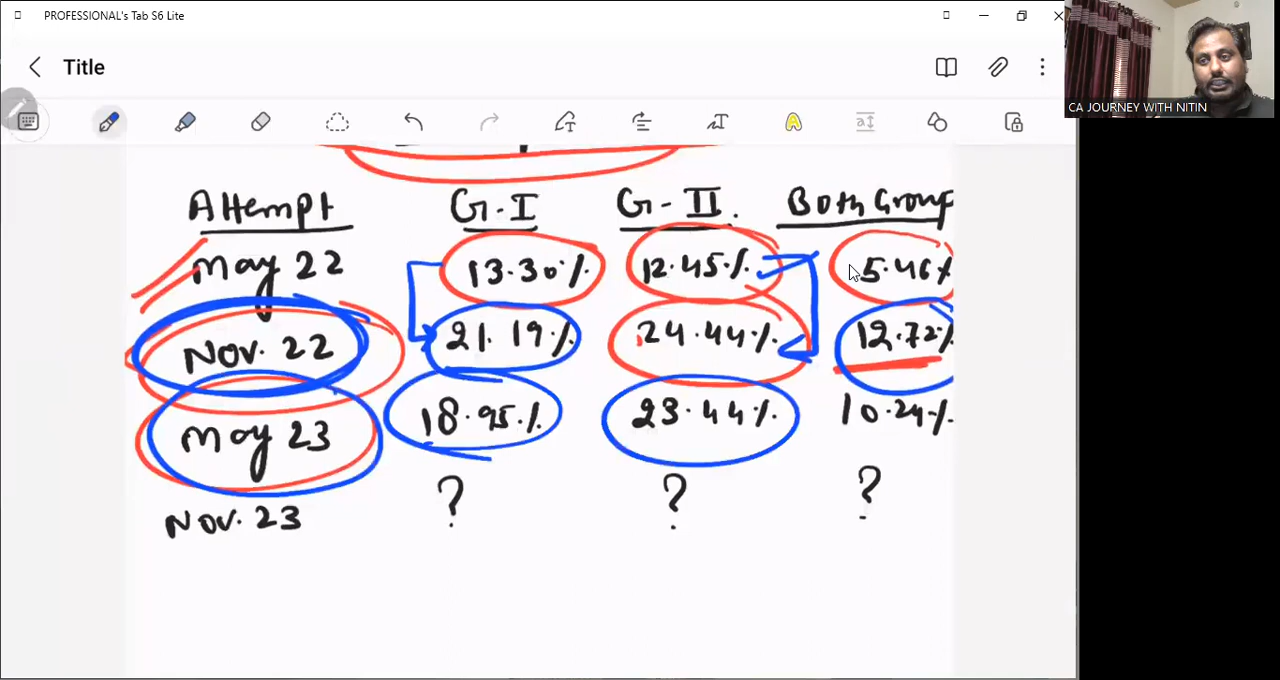 PROFESSIONAL's Tab S6 Lite
Title
CA JOURNEY WITH NITIN
Attempt G-I G-II. Both Group
May 22 13.30% 12.45% 5.46%
Nov. 22 21.19% 24.44% 12.72%
May 23 18.95% 23.44% 10.24%
Nov. 23 ? ? ?